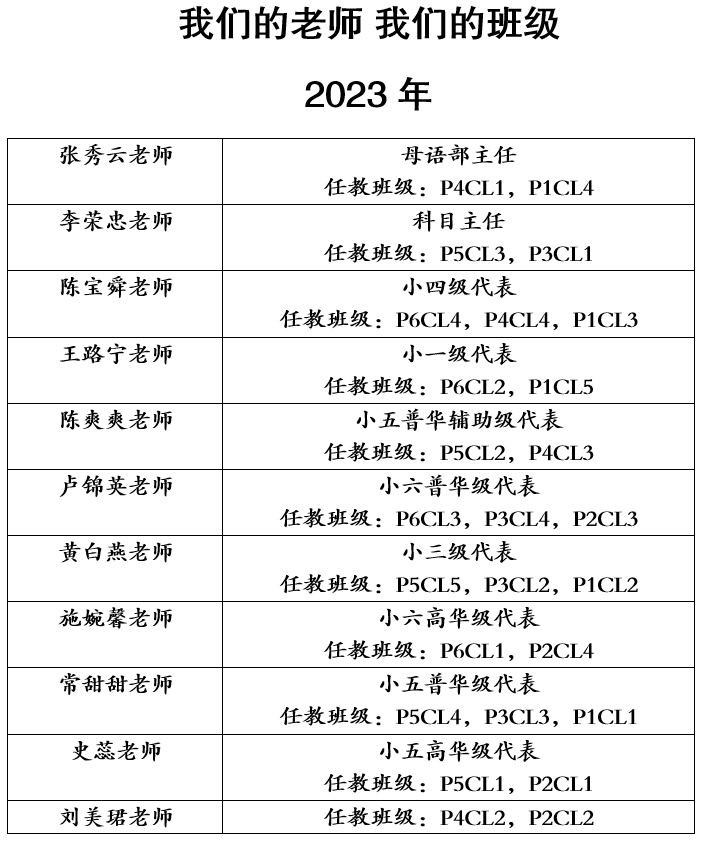 我们的老师 我们的班级
2023 年
张秀云老师
母语部主任
任教班级：P4CL1，P1CL4
李荣忠老师
科目主任
任教班级：P5CL3，P3CL1
陈宝舜老师
小四级代表
任教班级：P6CL4，P4CL4，P1CL3
王路宁老师
小一级代表
任教班级：P6CL2，P1CL5
陈爽爽老师
小五普华辅助级代表
任教班级：P5CL2，P4CL3
卢锦英老师
小六普华级代表
任教班级：P6CL3，P3CL4，P2CL3
黄白燕老师
小三级代表
任教班级：P5CL5，P3CL2，P1CL2
施婉馨老师
小六高华级代表
任教班级：P6CL1，P2CL4
常甜甜老师
小五普华级代表
任教班级：P5CL4，P3CL3，P1CL1
史蕊老师
小五高华级代表
任教班级：P5CL1，P2CL1
刘美珺老师
任教班级：P4CL2，P2CL2